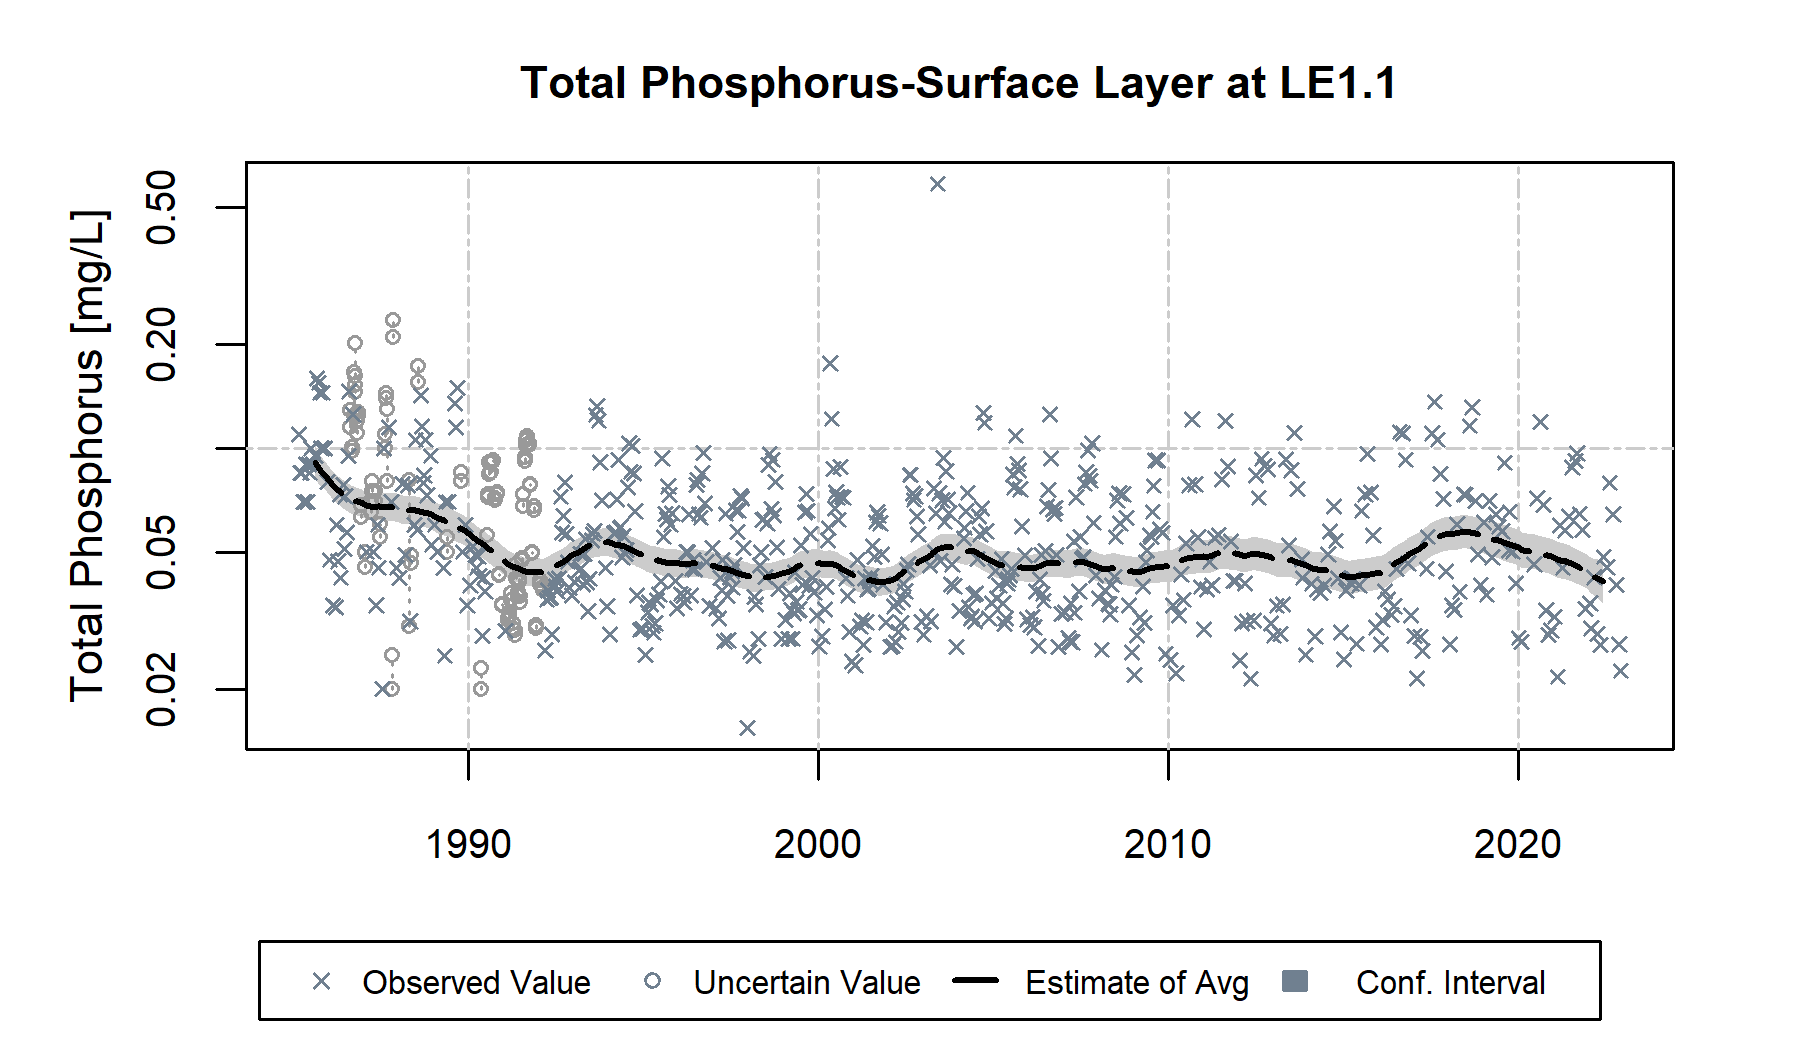 Total Phosphorus-Surface Layer at LE1.1
Total Phosphorus [mg/L]
0.50
0.20
0.05
0.02
1990 2000 2010 2020
Observed Value Uncertain Value Estimate of Avg Conf. Interval